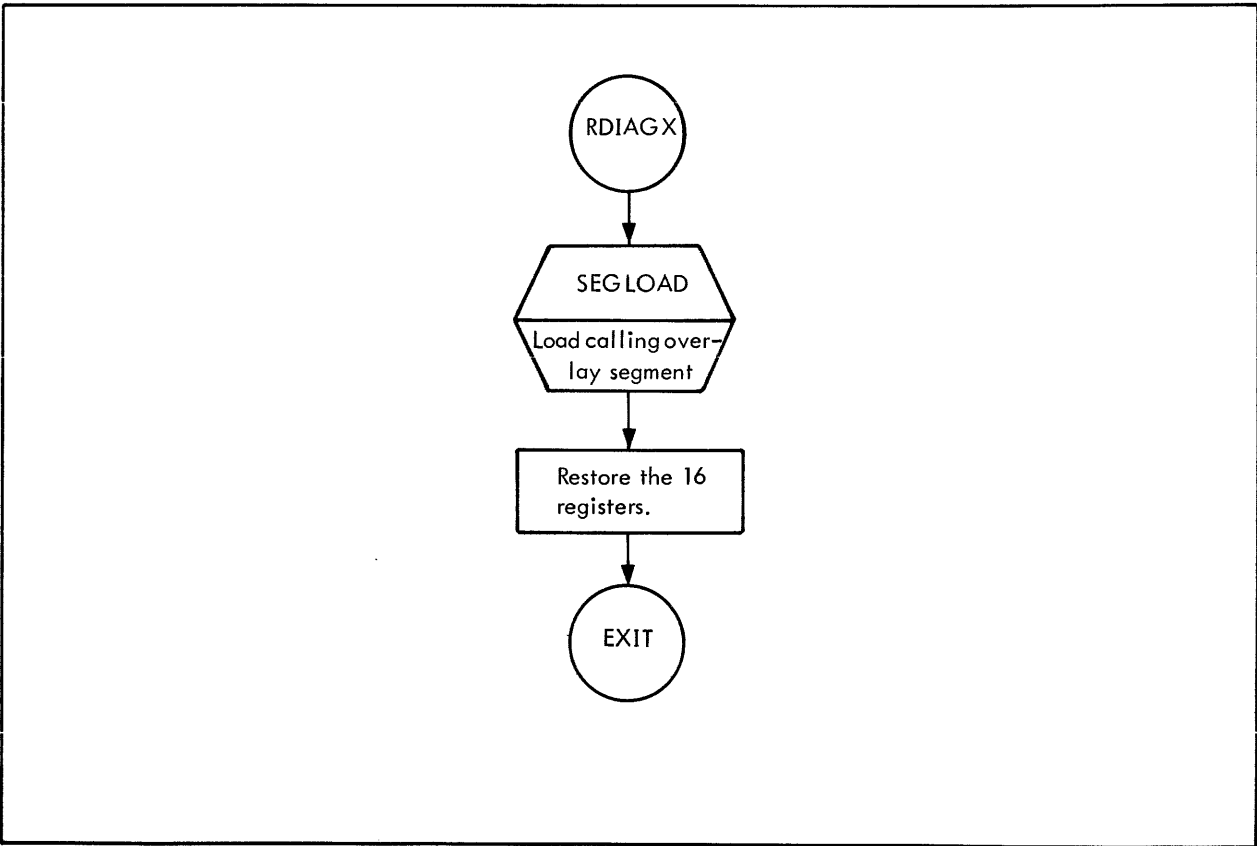 RDIAGX
SEGLOAD
Load calling over-
lay segment
Restore the 16
registers.
EXIT